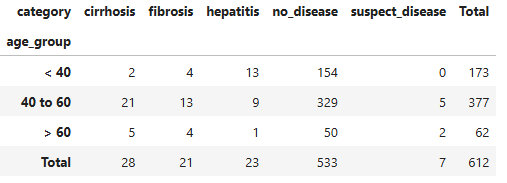 category cirrhosis fibrosis hepatitis no_disease suspect_disease Total
age_group
< 40 2 4 13 154 0 173
40 to 60 21 13 9 329 5 377
> 60 5 4 1 50 2 62
Total 28 21 23 533 7 612